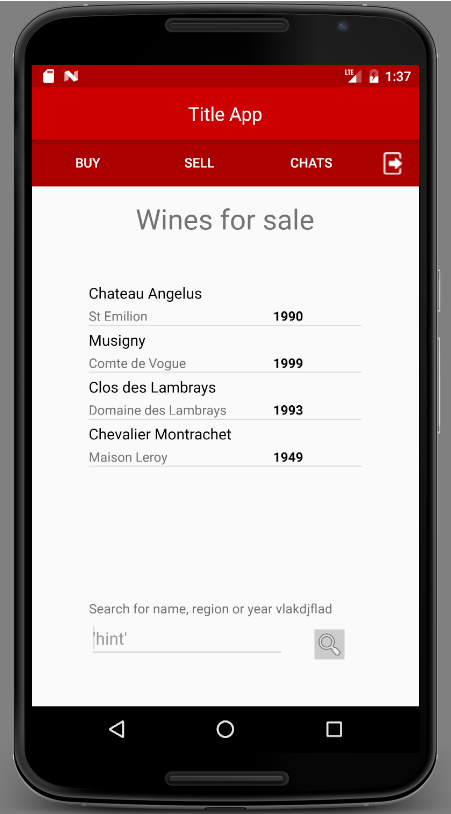 LTE 1:37
Title App
BUY SELL CHATS
Wines for sale
Chateau Angelus
St Emilion 1990
Musigny
Comte de Vogue 1999
Clos des Lambrays
Domaine des Lambrays 1993
Chevalier Montrachet
Maison Leroy 1949
Search for name, region or year vlakdjflad
'hint'